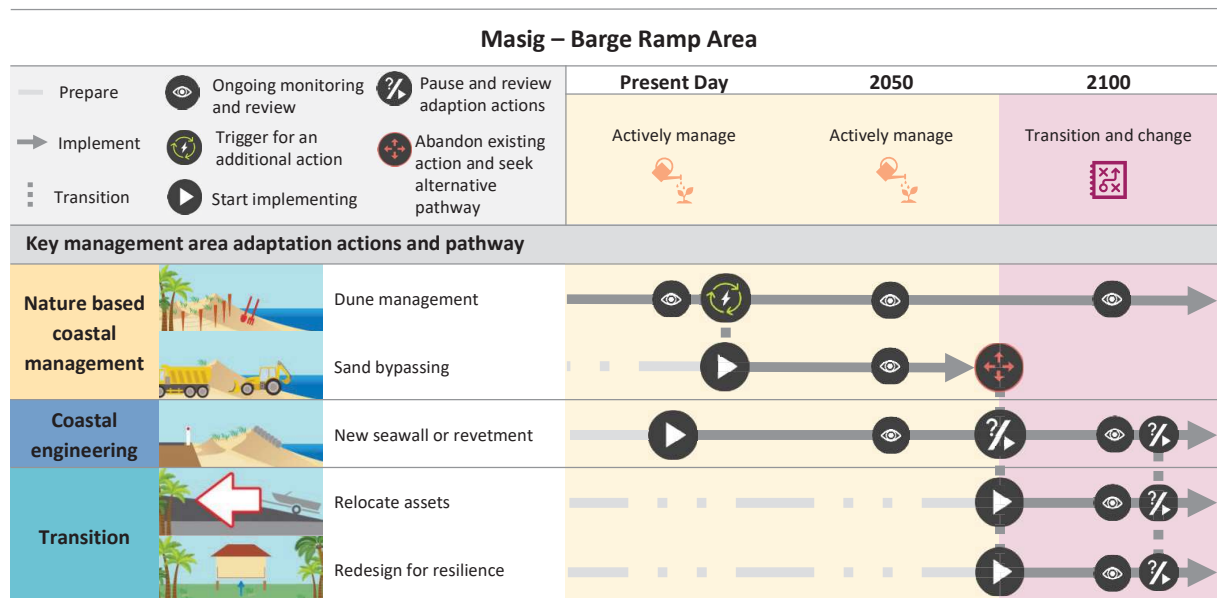 Masig – Barge Ramp Area
Prepare
Ongoing monitoring
and review
Pause and review
adaption actions
Implement
Trigger for an
additional action
Abandon existing
action and seek
alternative
pathway
Transition
Start implementing
Present Day
2050
2100
Actively manage
Actively manage
Transition and change
Key management area adaptation actions and pathway
Nature based
coastal
management
Dune management
Sand bypassing
Coastal
engineering
New seawall or revetment
Transition
Relocate assets
Redesign for resilience